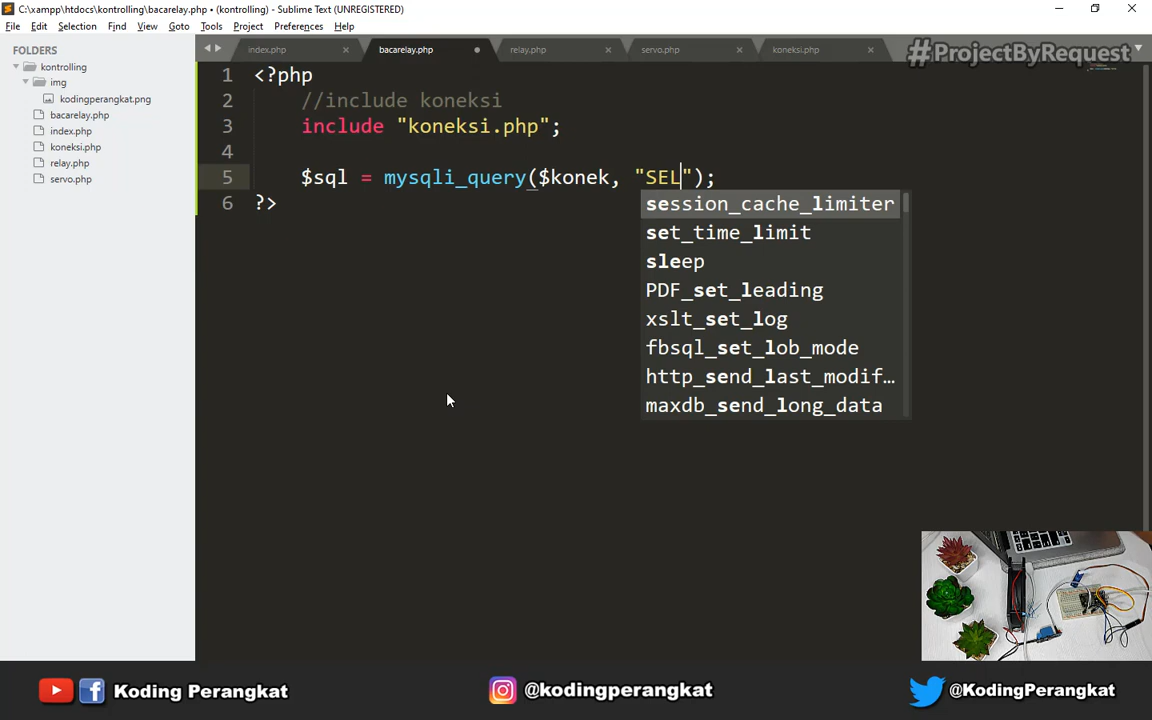 C:\xampp\htdocs\kontrolling\bacarelay.php • (kontrolling) - Sublime Text (UNREGISTERED)
File Edit Selection Find View Goto Tools Project Preferences Help
FOLDERS
kontrolling
img
kodingperangkat.png
bacarelay.php
index.php
koneksi.php
relay.php
servo.php
index.php bacarelay.php relay.php servo.php koneksi.php
#ProjectByRequest
1 <?php
2 //include koneksi
3 include "koneksi.php";
4
5 $sql = mysqli_query($konek, "SEL");
6 ?>
session_cache_limiter
set_time_limit
sleep
PDF_set_leading
xslt_set_log
fbsql_set_lob_mode
http_send_last_modif…
maxdb_send_long_data
Koding Perangkat
@kodingperangkat
@KodingPerangkat